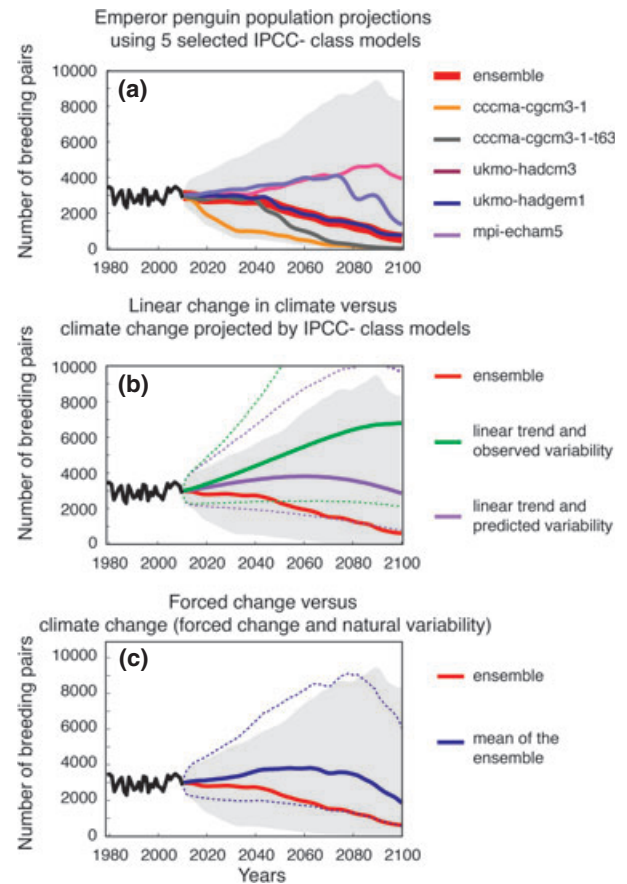 Emperor penguin population projections
using 5 selected IPCC- class models
(a)
Number of breeding pairs
10000
8000
6000
4000
2000
0
1980 2000 2020 2040 2060 2080 2100
ensemble
cccma-cgcm3-1
cccma-cgcm3-1-t63
ukmo-hadcm3
ukmo-hadgem1
mpi-echam5
Linear change in climate versus
climate change projected by IPCC- class models
(b)
Number of breeding pairs
10000
8000
6000
4000
2000
0
1980 2000 2020 2040 2060 2080 2100
ensemble
linear trend and
observed variability
linear trend and
predicted variability
Forced change versus
climate change (forced change and natural variability)
(c)
Number of breeding pairs
10000
8000
6000
4000
2000
0
1980 2000 2020 2040 2060 2080 2100
Years
ensemble
mean of the
ensemble